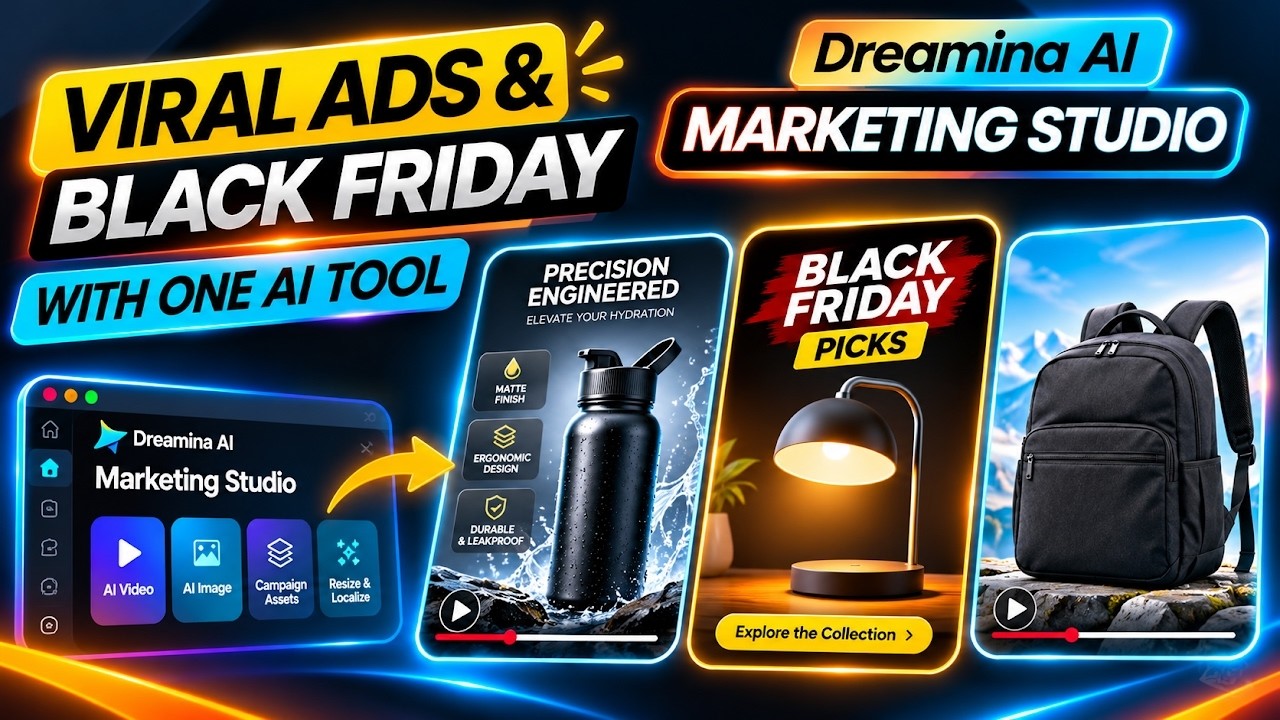 VIRAL ADS &
BLACK FRIDAY
WITH ONE AI TOOL
Dreamina AI
MARKETING STUDIO
Dreamina AI
Marketing Studio
AI Video
AI Image
Campaign
Assets
Resize &
Localize
PRECISION
ENGINEERED
ELEVATE YOUR HYDRATION
MATTE
FINISH
ERGONOMIC
DESIGN
DURABLE
& LEAKPROOF
BLACK
FRIDAY
PICKS
Explore the Collection >